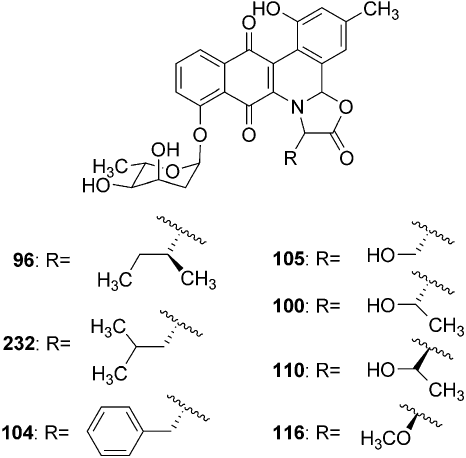 HO
CH₃
O
N
O
O
O
O
R
O
OH
H₃C
O
HO
96: R=
H₃C
CH₃
105: R=
HO
100: R=
HO
CH₃
232: R=
CH₃
H₃C
110: R=
HO
CH₃
104: R=
116: R=
H₃CO